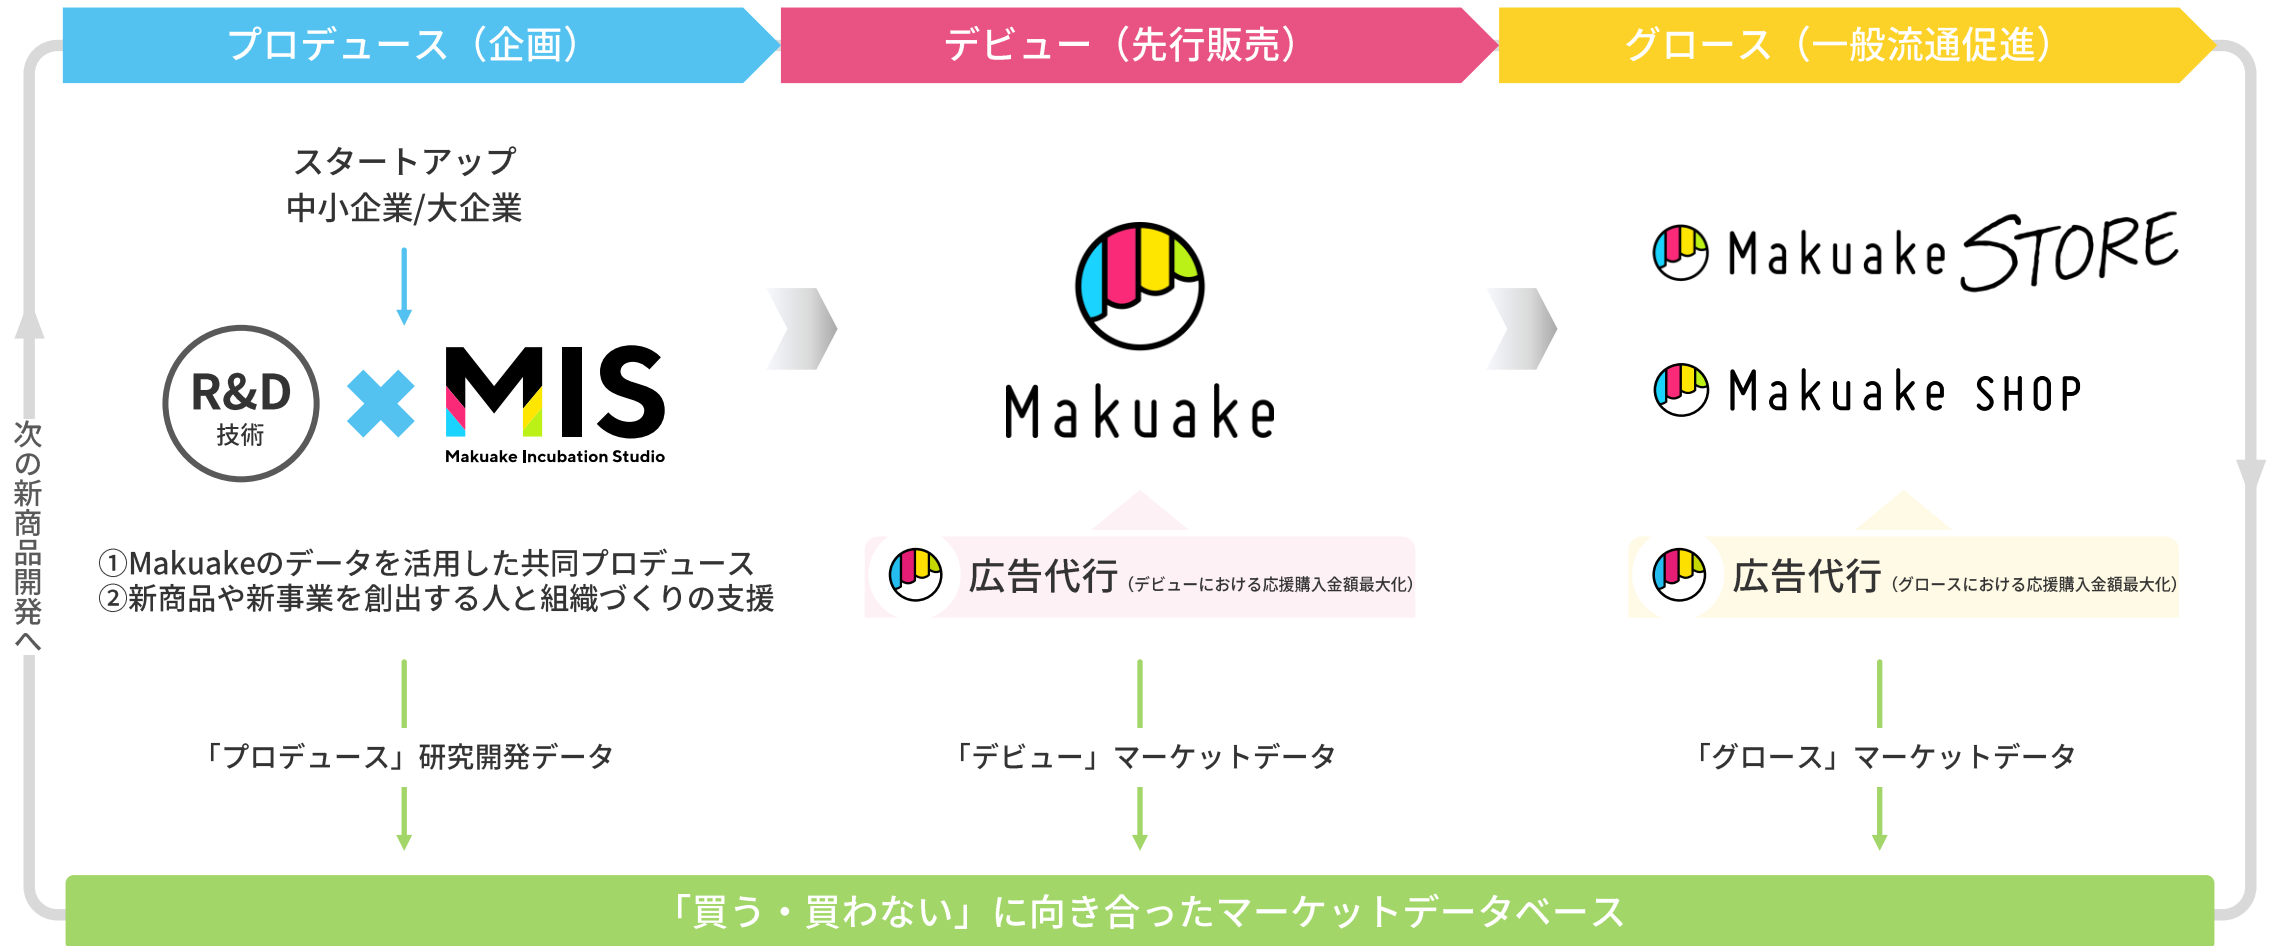 プロデュース（企画）
デビュー（先行販売）
グロース（一般流通促進）
スタートアップ
中小企業/大企業
R&D
技術
MIS
Makuake Incubation Studio
①Makuakeのデータを活用した共同プロデュース
②新商品や新事業を創出する人と組織づくりの支援
Makuake
広告代行（デビューにおける応援購入金額最大化）
Makuake STORE
Makuake SHOP
広告代行（グロースにおける応援購入金額最大化）
「プロデュース」研究開発データ
「デビュー」マーケットデータ
「グロース」マーケットデータ
「買う・買わない」に向き合ったマーケットデータベース
次の新商品開発へ